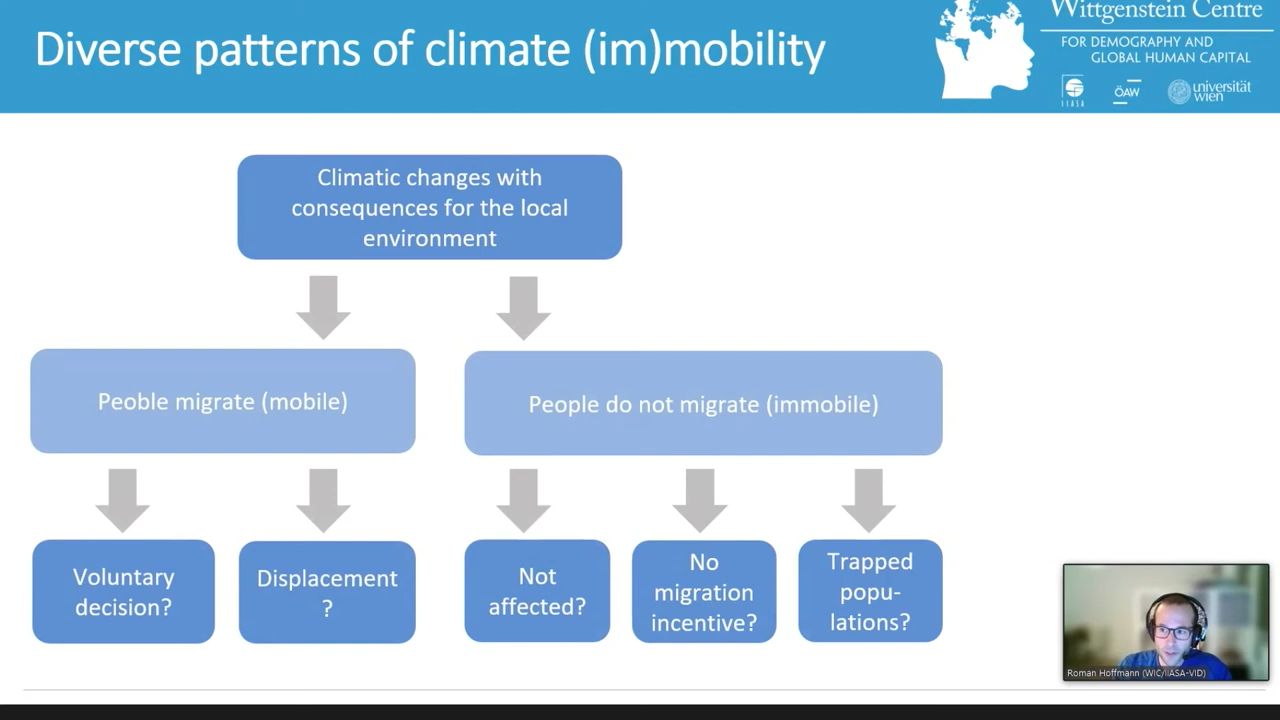 Diverse patterns of climate (im)mobility
Wittgenstein Centre
FOR DEMOGRAPHY AND
GLOBAL HUMAN CAPITAL
IIASA
ÖAW
universität
wien
Climatic changes with
consequences for the local
environment
Peoble migrate (mobile)
People do not migrate (immobile)
Voluntary
decision?
Displacement
?
Not
affected?
No
migration
incentive?
Trapped
popu-
lations?
Roman Hoffmann (WIC/IIASA-VID)